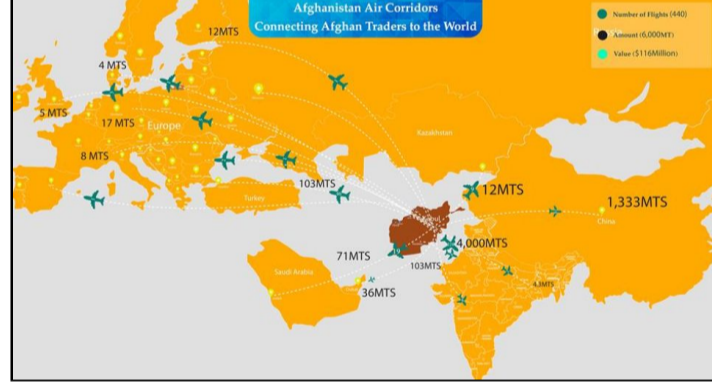 Afghanistan Air Corridors
Connecting Afghan Traders to the World
Number of Flights (440)
Amount (6,000MT)
Value ($116Million)
12MTS
4 MTS
5 MTS
17 MTS
Europe
8 MTS
Kazakhstan
103MTS
Turkey
12MTS
1,333MTS
China
4,000MTS
71MTS
103MTS
Saudi Arabia
36MTS